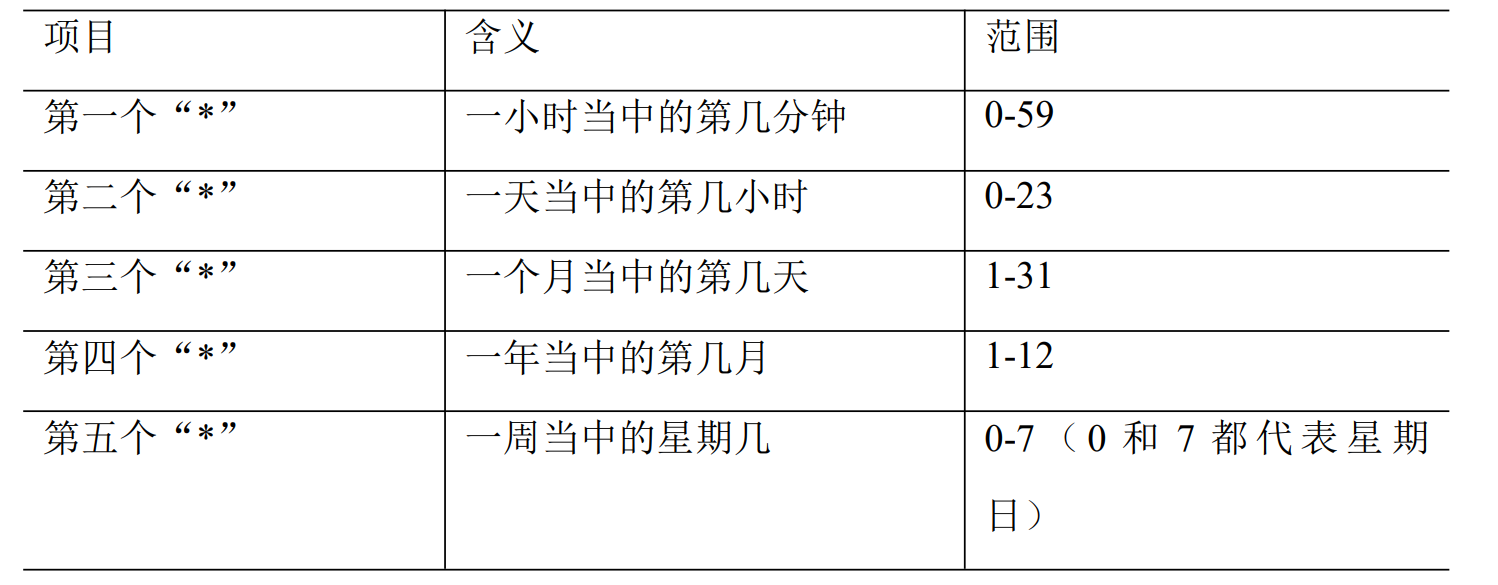 项目 含义 范围
第一个“*” 一小时当中的第几分钟 0-59
第二个“*” 一天当中的第几小时 0-23
第三个“*” 一个月当中的第几天 1-31
第四个“*” 一年当中的第几月 1-12
第五个“*” 一周当中的星期几 0-7（0 和 7 都代表星期
日）